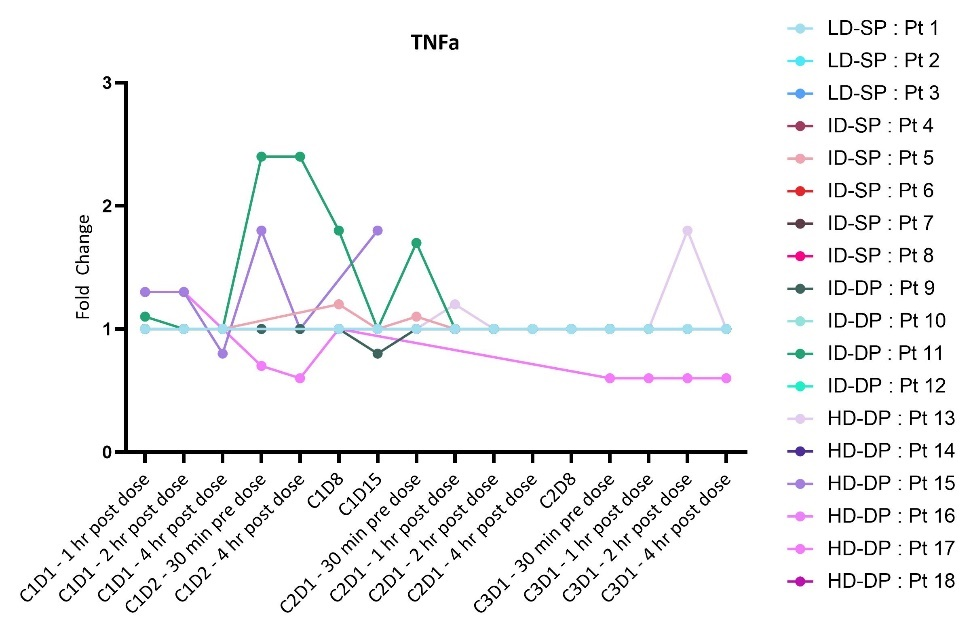 TNFa
Fold Change
3
2
1
0
C1D1 - 1 hr post dose
C1D1 - 2 hr post dose
C1D1 - 4 hr post dose
C1D2 - 30 min pre dose
C1D2 - 4 hr post dose
C1D8
C1D15
C2D1 - 30 min pre dose
C2D1 - 1 hr post dose
C2D1 - 2 hr post dose
C2D1 - 4 hr post dose
C2D8
C3D1 - 30 min pre dose
C3D1 - 1 hr post dose
C3D1 - 2 hr post dose
C3D1 - 4 hr post dose
LD-SP : Pt 1
LD-SP : Pt 2
LD-SP : Pt 3
ID-SP : Pt 4
ID-SP : Pt 5
ID-SP : Pt 6
ID-SP : Pt 7
ID-SP : Pt 8
ID-DP : Pt 9
ID-DP : Pt 10
ID-DP : Pt 11
ID-DP : Pt 12
HD-DP : Pt 13
HD-DP : Pt 14
HD-DP : Pt 15
HD-DP : Pt 16
HD-DP : Pt 17
HD-DP : Pt 18